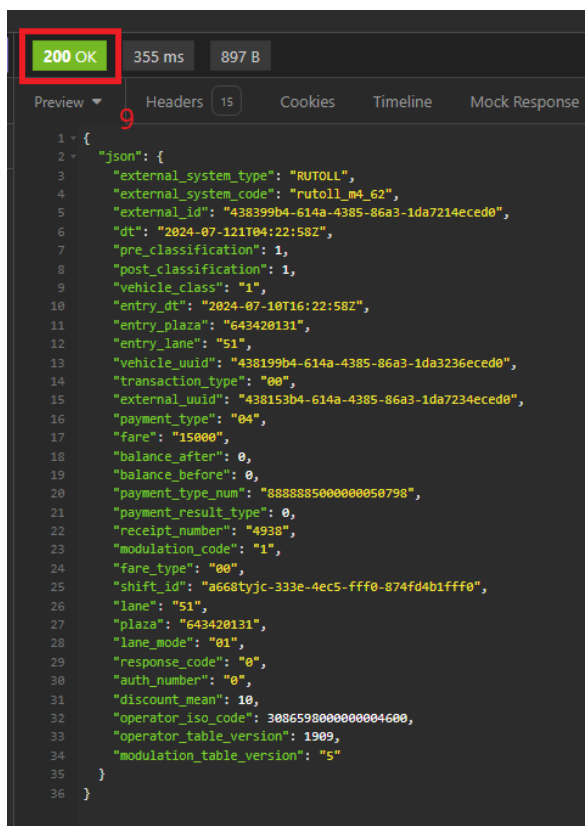 200 OK 355 ms 897 B
Preview Headers 15 Cookies Timeline Mock Response
9
1 {
2 "json": {
3 "external_system_type": "RUTOLL",
4 "external_system_code": "rutoll_m4_62",
5 "external_id": "438399b4-614a-4385-86a3-1da7214eced0",
6 "dt": "2024-07-121T04:22:58Z",
7 "pre_classification": 1,
8 "post_classification": 1,
9 "vehicle_class": "1",
10 "entry_dt": "2024-07-10T16:22:58Z",
11 "entry_plaza": "643420131",
12 "entry_lane": "51",
13 "vehicle_uuid": "438199b4-614a-4385-86a3-1da3236eced0",
14 "transaction_type": "00",
15 "external_uuid": "438153b4-614a-4385-86a3-1da7234eced0",
16 "payment_type": "04",
17 "fare": "15000",
18 "balance_after": 0,
19 "balance_before": 0,
20 "payment_type_num": "8888885000000050798",
21 "payment_result_type": 0,
22 "receipt_number": "4938",
23 "modulation_code": "1",
24 "fare_type": "00",
25 "shift_id": "a668tyjc-333e-4ec5-fff0-874fd4b1fff0",
26 "lane": "51",
27 "plaza": "643420131",
28 "lane_mode": "01",
29 "response_code": "0",
30 "auth_number": "0",
31 "discount_mean": 10,
32 "operator_iso_code": 3086598000000004600,
33 "operator_table_version": 1909,
34 "modulation_table_version": "5"
35 }
36 }